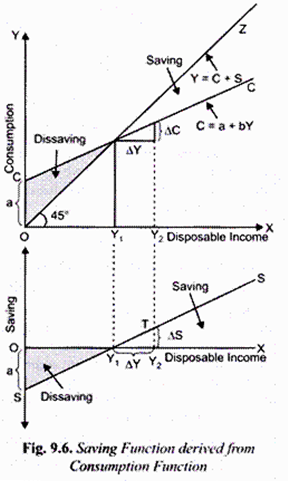 Y
Z
Saving
Y = C + S
C
Consumption
Dissaving
ΔC
C = a + bY
ΔY
C
a
45°
O
Y1
Y2
X
Disposable Income
Saving
S
Saving
T
ΔS
O
Y1
ΔY
Y2
X
Disposable Income
a
S
Dissaving
Fig. 9.6. Saving Function derived from
Consumption Function